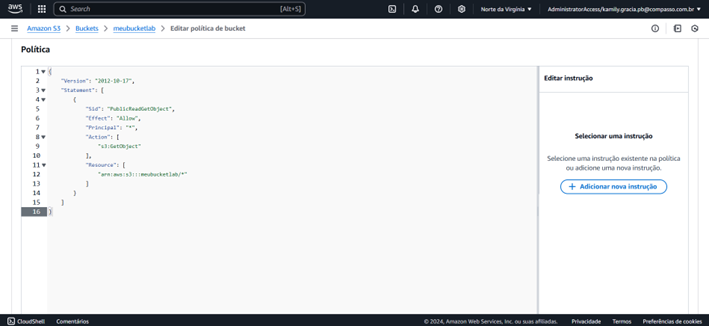 aws
Search [Alt+S]
Norte da Virgínia ▼
AdministratorAccess/kamily.gracia.pb@compasso.com.br ▼
Amazon S3 > Buckets > meubucketlab > Editar política de bucket
Política
1 {
2 "Version": "2012-10-17",
3 "Statement": [
4 {
5 "Sid": "PublicReadGetObject",
6 "Effect": "Allow",
7 "Principal": "*",
8 "Action": [
9 "s3:GetObject"
10 ],
11 "Resource": [
12 "arn:aws:s3:::meubucketlab/*"
13 ]
14 }
15 ]
16 }
Editar instrução
Selecionar uma instrução
Selecione uma instrução existente na política
ou adicione uma nova instrução.
+ Adicionar nova instrução
CloudShell Comentários © 2024, Amazon Web Services, Inc. ou suas afiliadas. Privacidade Termos Preferências de cookies